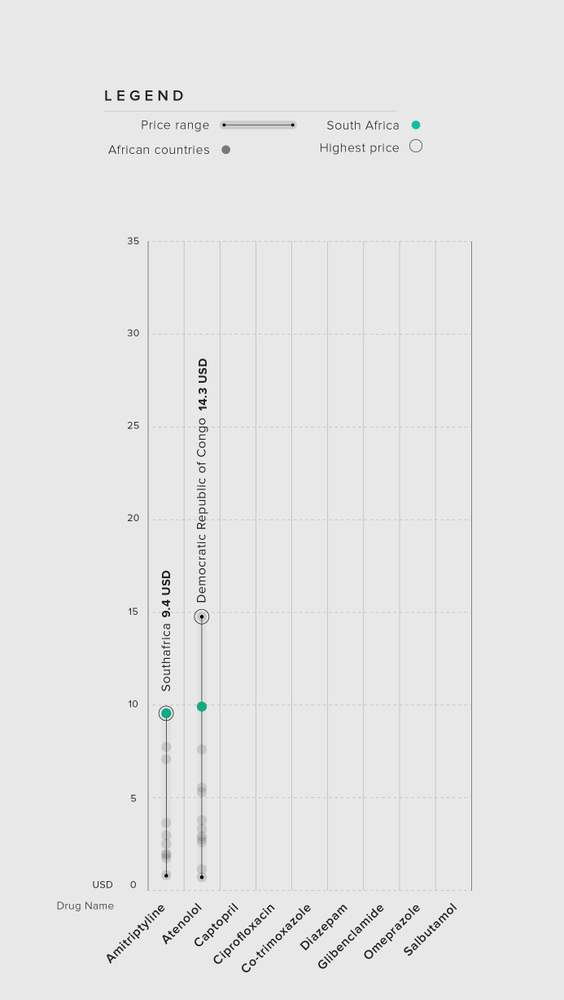 LEGEND
Price range
South Africa
African countries
Highest price
35
30
25
20
15
10
5
USD 0
Southafrica 9.4 USD
Democratic Republic of Congo 14.3 USD
Drug Name
Amitriptyline
Atenolol
Captopril
Ciprofloxacin
Co-trimoxazole
Diazepam
Glibenclamide
Omeprazole
Salbutamol